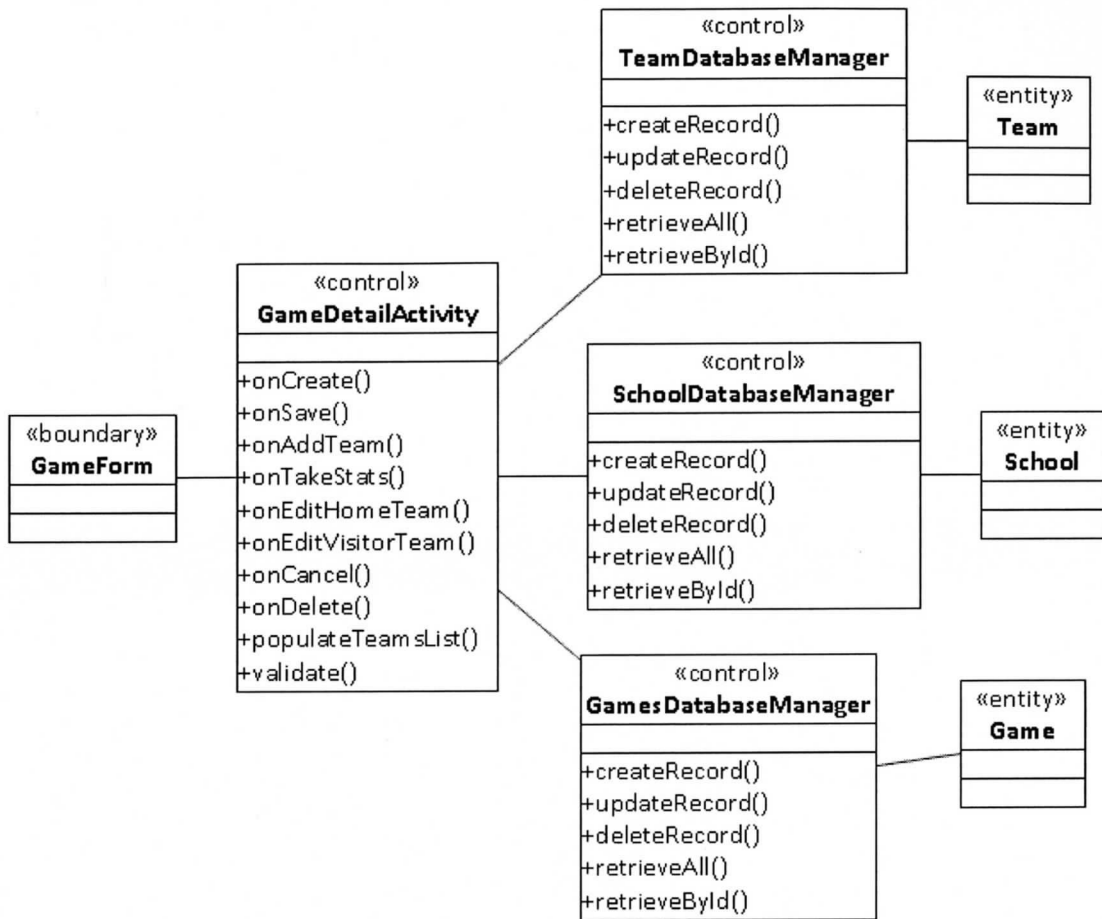 «control»
TeamDatabaseManager
+createRecord()
+updateRecord()
+deleteRecord()
+retrieveAll()
+retrieveById()
«entity»
Team
«control»
GameDetailActivity
+onCreate()
+onSave()
+onAddTeam()
+onTakeStats()
+onEditHomeTeam()
+onEditVisitorTeam()
+onCancel()
+onDelete()
+populateTeamsList()
+validate()
«boundary»
GameForm
«control»
SchoolDatabaseManager
+createRecord()
+updateRecord()
+deleteRecord()
+retrieveAll()
+retrieveById()
«entity»
School
«control»
GamesDatabaseManager
+createRecord()
+updateRecord()
+deleteRecord()
+retrieveAll()
+retrieveById()
«entity»
Game